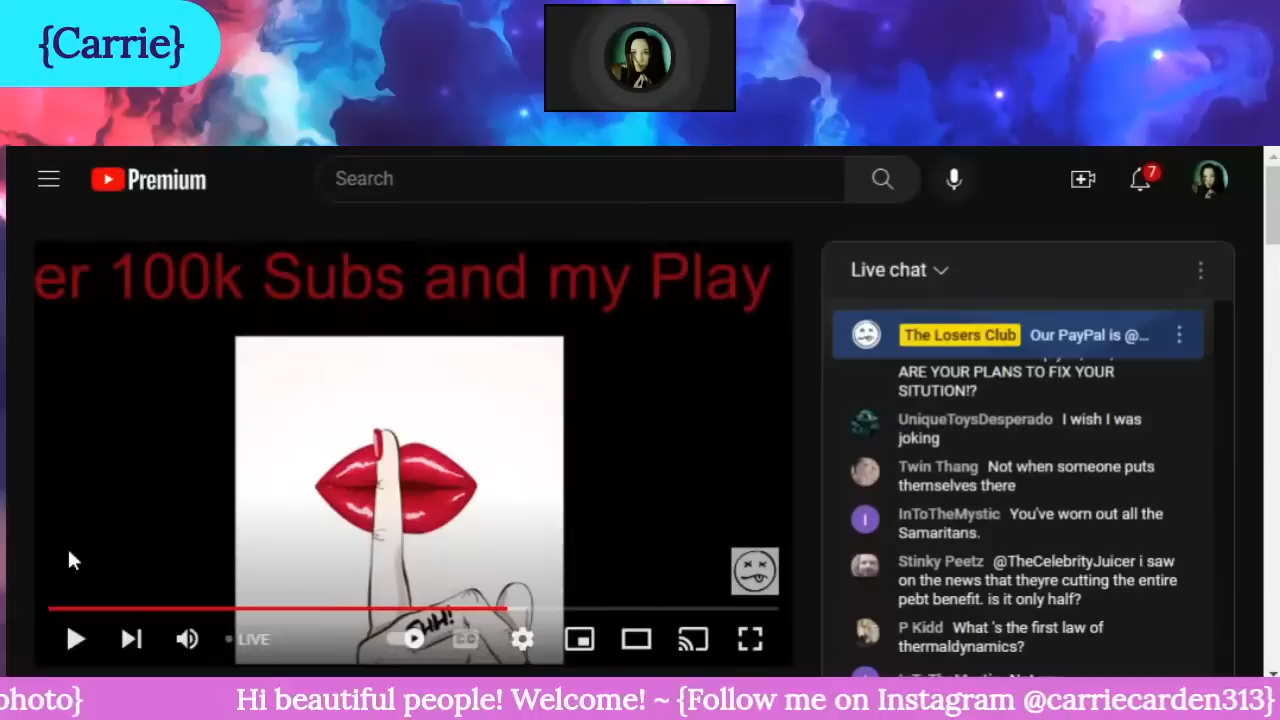 {Carrie}
Premium
Search
7
er 100k Subs and my Play
SHH!
LIVE
CC
Live chat
The Losers Club Our PayPal is @...
ARE YOUR PLANS TO FIX YOUR
SITUTION!?
UniqueToysDesperado I wish I was
joking
Twin Thang Not when someone puts
themselves there
I
InToTheMystic You've worn out all the
Samaritans.
Stinky Peetz @TheCelebrityJuicer i saw
on the news that theyre cutting the entire
pebt benefit. is it only half?
P Kidd What 's the first law of
thermaldynamics?
photo} Hi beautiful people! Welcome! ~ {Follow me on Instagram @carriecarden313}